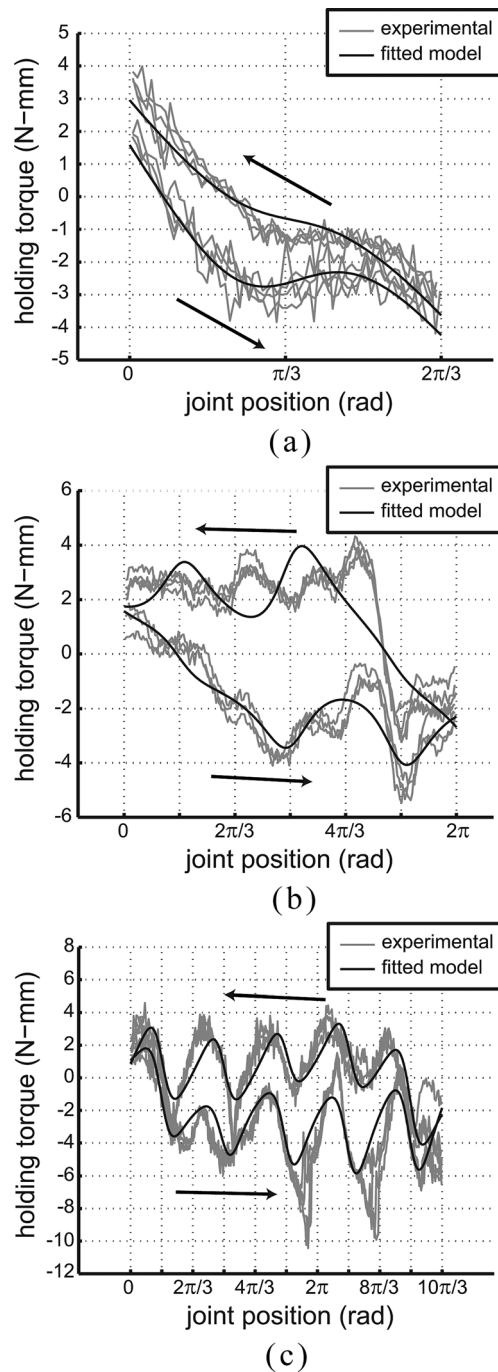 experimental
fitted model
5
4
3
2
1
0
-1
-2
-3
-4
-5
holding torque (N-mm)
0 π/3 2π/3
joint position (rad)
(a)
experimental
fitted model
6
4
2
0
-2
-4
-6
holding torque (N-mm)
0 2π/3 4π/3 2π
joint position (rad)
(b)
experimental
fitted model
8
6
4
2
0
-2
-4
-6
-8
-10
-12
holding torque (N-mm)
0 2π/3 4π/3 2π 8π/3 10π/3
joint position (rad)
(c)